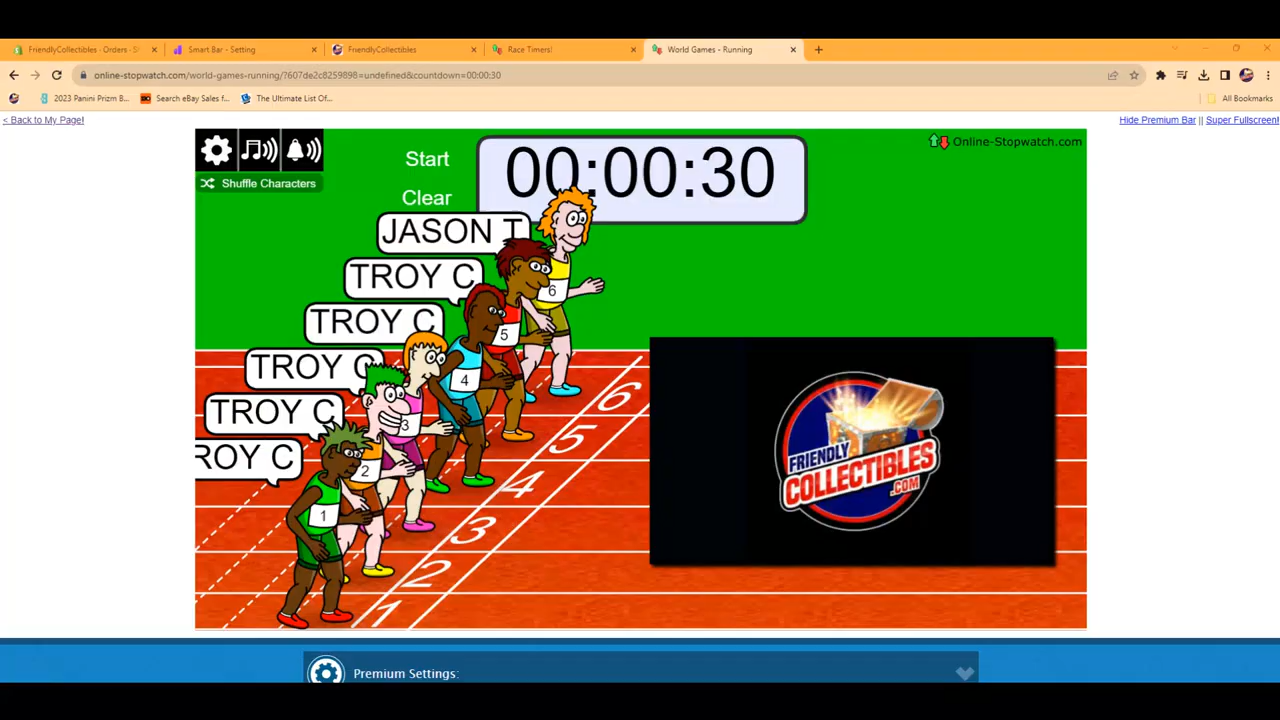 FriendlyCollectibles · Orders · S
Smart Bar - Setting
FriendlyCollectibles
Race Timers!
World Games - Running
online-stopwatch.com/world-games-running/?607de2c8259898=undefined&countdown=00:00:30
2023 Panini Prizm B...
Search eBay Sales f...
The Ultimate List Of...
All Bookmarks
< Back to My Page!
Hide Premium Bar || Super Fullscreen!
Start
00:00:30
Online-Stopwatch.com
Shuffle Characters
Clear
JASON T
TROY C
TROY C
TROY C
TROY C
ROY C
6
5
4
3
2
1
6
5
4
3
2
1
FRIENDLY
COLLECTIBLES
.COM
Premium Settings: